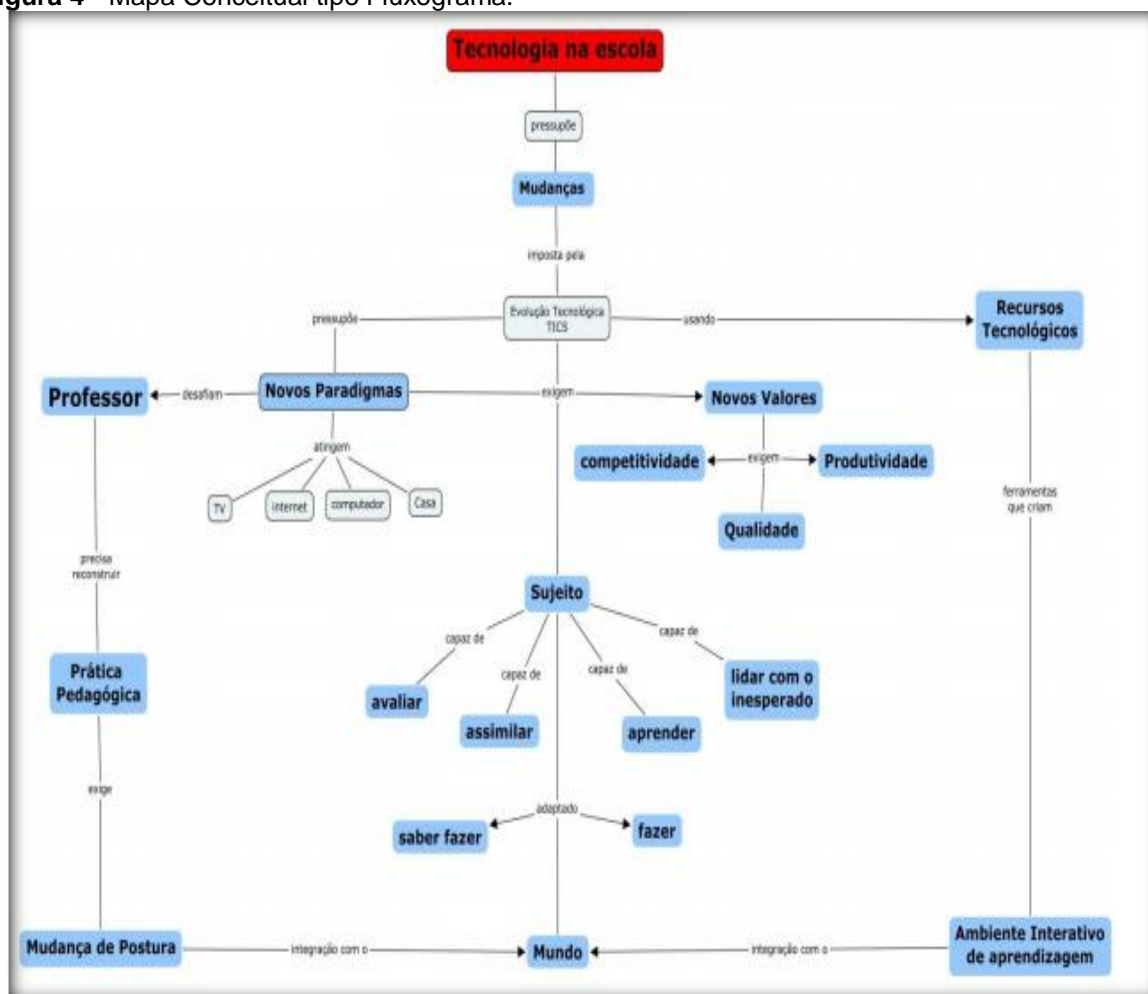 Figura 4 - Mapa Conceitual tipo Fluxograma.
Tecnologia na escola
pressupõe
Mudanças
imposta pela
Evolução Tecnológica
TICS
pressupõe
usando
Recursos
Tecnológicos
Professor
desafiam
Novos Paradigmas
exigem
Novos Valores
atingem
TV
internet
computador
Casa
competitividade
exigem
Produtividade
Qualidade
ferramentas
que criam
precisa
reconstruir
Sujeito
capaz de
capaz de
capaz de
capaz de
Prática
Pedagógica
avaliar
assimilar
aprender
lidar com o
inesperado
exige
adaptado
saber fazer
fazer
Mudança de Postura
integração com o
Mundo
integração com o
Ambiente Interativo
de aprendizagem